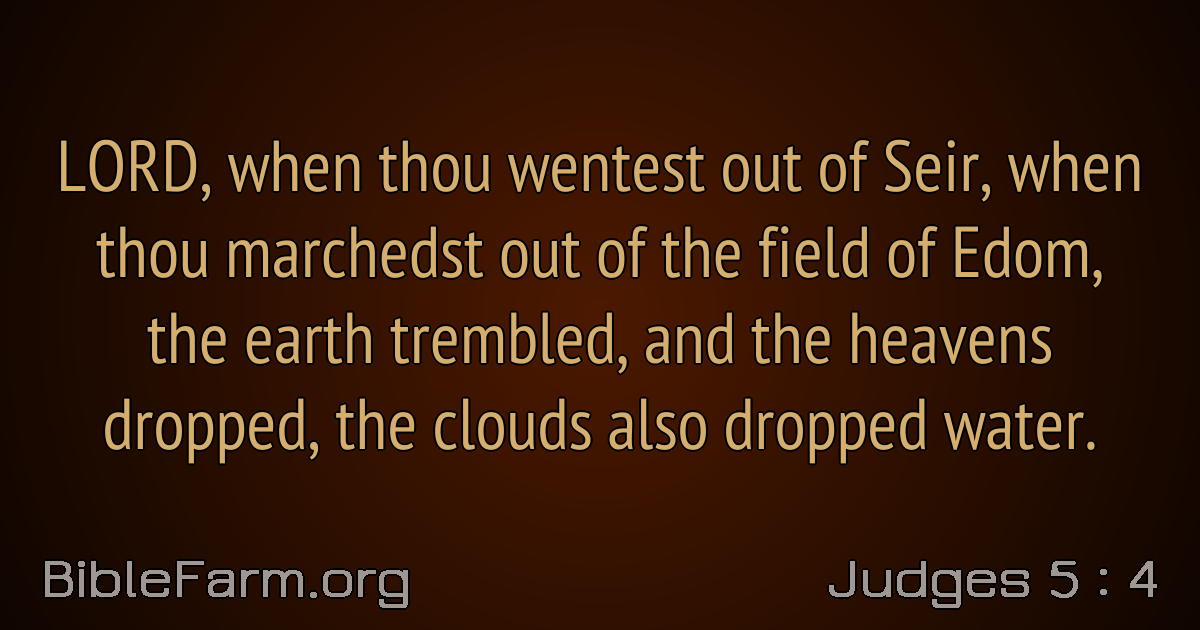 LORD, when thou wentest out of Seir, when
thou marchedst out of the field of Edom,
the earth trembled, and the heavens
dropped, the clouds also dropped water.
BibleFarm.org
Judges 5 : 4